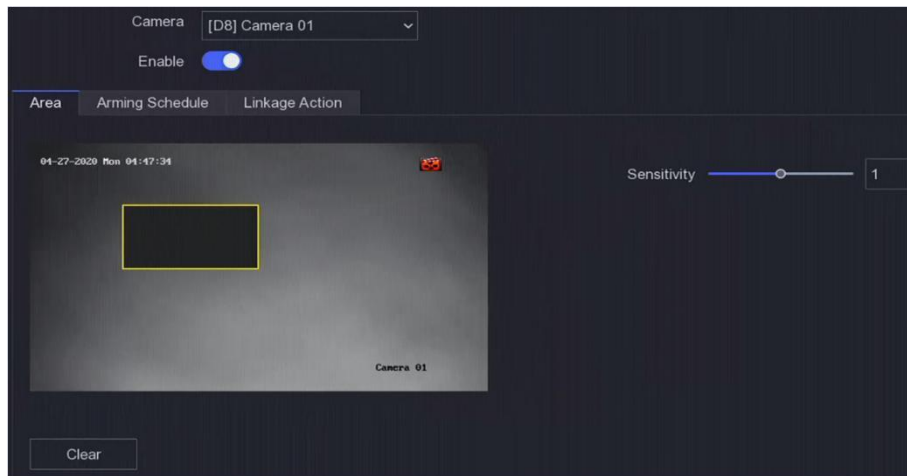 Camera [D8] Camera 01
Enable
Area Arming Schedule Linkage Action
04-27-2020 Mon 04:47:34
Sensitivity 1
Camera 01
Clear